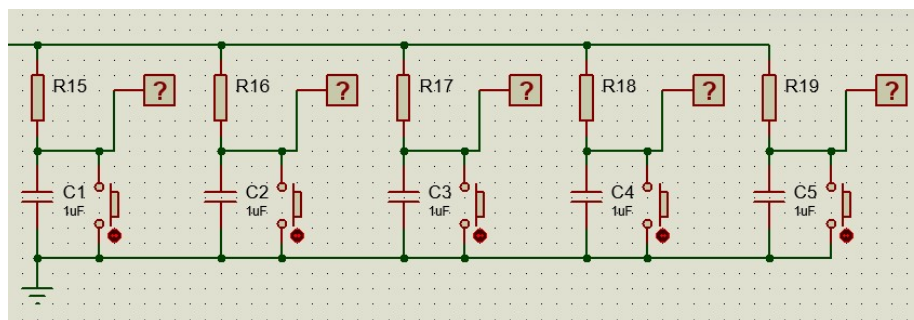 R15 ? R16 ? R17 ? R18 ? R19 ?
C1 C2 C3 C4 C5
1uF 1uF 1uF 1uF 1uF